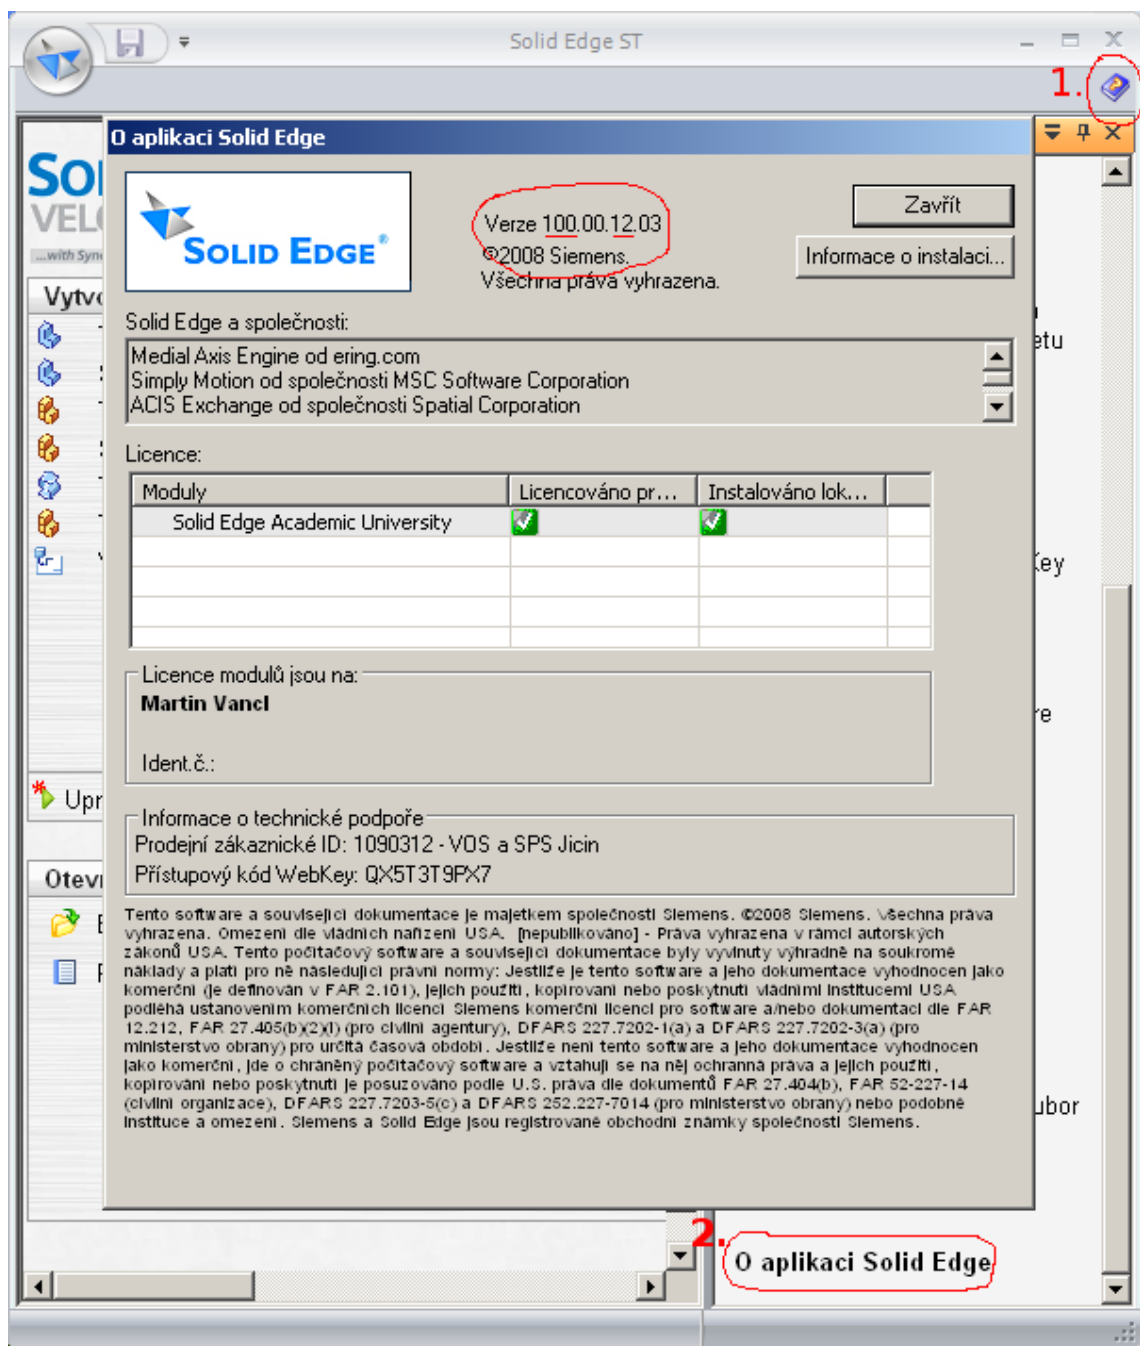 Solid Edge ST
1.
O aplikaci Solid Edge
SOLID EDGE®
Verze 100.00.12.03
©2008 Siemens.
Všechna práva vyhrazena.
Zavřít
Informace o instalaci...
...with Syn
Vytvo
Solid Edge a společnosti:
Medial Axis Engine od ering.com
Simply Motion od společnosti MSC Software Corporation
ACIS Exchange od společnosti Spatial Corporation
etu
Licence:
Moduly Licencováno pr... Instalováno lok...
Solid Edge Academic University
Key
Licence modulů jsou na:
Martin Vancl
re
Ident.č.:
Upr
Informace o technické podpoře
Prodejní zákaznické ID: 1090312 - VOS a SPS Jicin
Přístupový kód WebKey: QX5T3T9PX7
Oteví
Tento software a související dokumentace je majetkem společnosti Siemens. ©2008 Siemens. Všechna práva
vyhrazena. Omezení dle vládních nařízení USA. [nepublikováno] - Práva vyhrazena v rámci autorských
zákonů USA. Tento počítačový software a související dokumentace byly vyvinuty výhradně na soukromé
náklady a platí pro ně následující právní normy: Jestliže je tento software a jeho dokumentace vyhodnocen jako
komerční (je definován v FAR 2.101), jejich použití, kopírovaní nebo poskytnutí vládními institucemi USA
podléhá ustanovením komerčních licencí Siemens komerční licencí pro software a/nebo dokumentaci dle FAR
12.212, FAR 27.405(b)(2)(i) (pro civilní agentury), DFARS 227.7202-1(a) a DFARS 227.7202-3(a) (pro
ministerstvo obrany) pro určitá časová období. Jestliže není tento software a jeho dokumentace vyhodnocen
jako komerční, jde o chráněný počítačový software a vztahují se na něj ochranná práva a jejich použití,
kopírování nebo poskytnutí je posuzováno podle U.S. práva dle dokumentů FAR 27.404(b), FAR 52-227-14
(civilní organizace), DFARS 227.7203-5(c) a DFARS 252.227-7014 (pro ministerstvo obrany) nebo podobné
instituce a omezení. Siemens a Solid Edge jsou registrované obchodní známky společnosti Siemens.
ubor
2.
O aplikaci Solid Edge